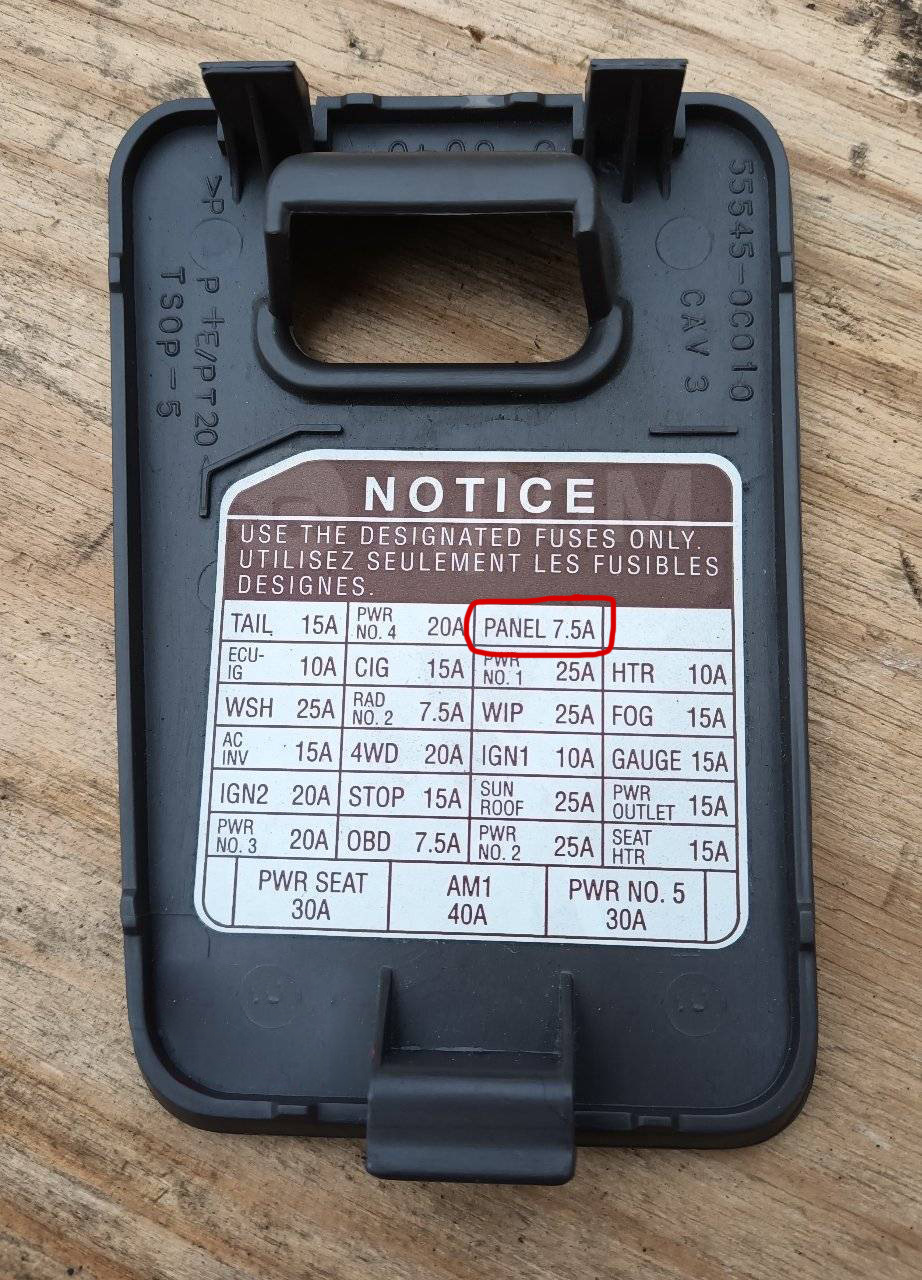 55545-0C010
CAV 3
TSOP-5
NOTICE
USE THE DESIGNATED FUSES ONLY.
UTILISEZ SEULEMENT LES FUSIBLES
DESIGNES.
TAIL 15A PWR NO. 4 20A PANEL 7.5A
ECU-IG 10A CIG 15A PWR NO. 1 25A HTR 10A
WSH 25A RAD NO. 2 7.5A WIP 25A FOG 15A
AC INV 15A 4WD 20A IGN1 10A GAUGE 15A
IGN2 20A STOP 15A SUN ROOF 25A PWR OUTLET 15A
PWR NO. 3 20A OBD 7.5A PWR NO. 2 25A SEAT HTR 15A
PWR SEAT 30A AM1 40A PWR NO. 5 30A